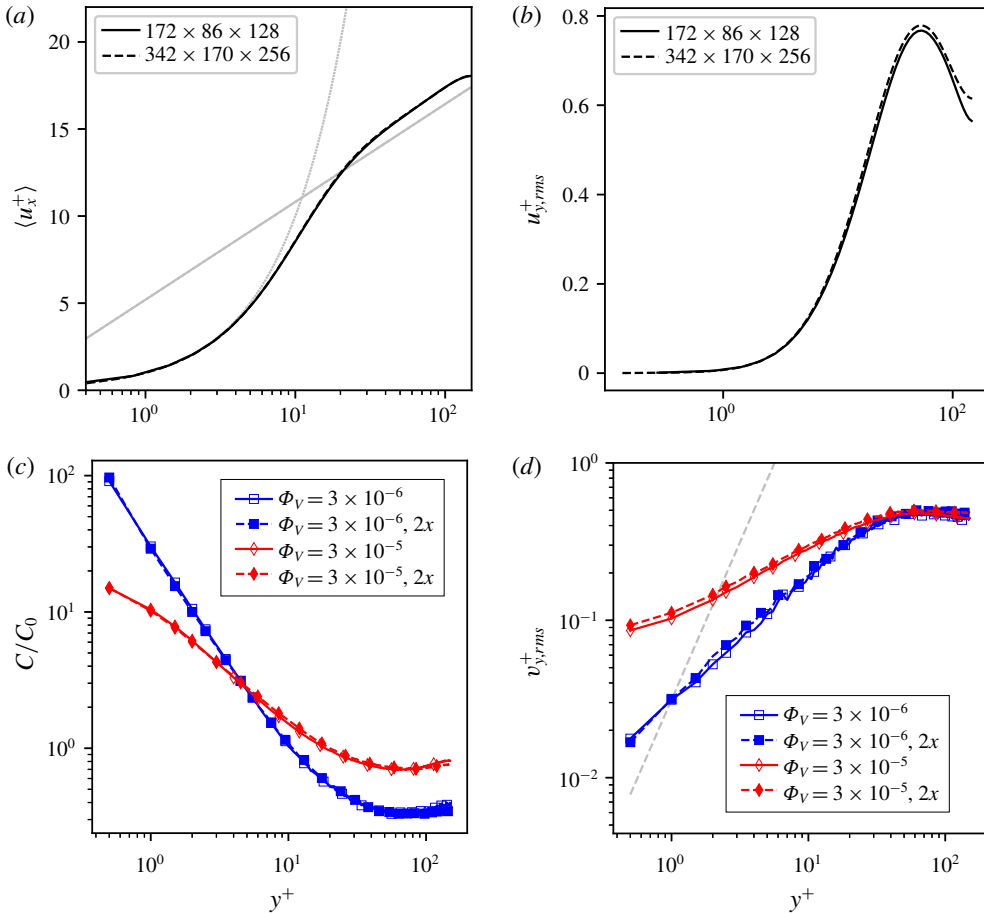 (a)
20
15
10
5
0
⟨u_x^+⟩
172 × 86 × 128
342 × 170 × 256
10^0
10^1
10^2
(b)
0.8
0.6
0.4
0.2
0
u_{y,rms}^+
172 × 86 × 128
342 × 170 × 256
10^0
10^2
(c)
10^2
10^1
10^0
C/C_0
Φ_V = 3 × 10^{-6}
Φ_V = 3 × 10^{-6}, 2x
Φ_V = 3 × 10^{-5}
Φ_V = 3 × 10^{-5}, 2x
10^0
10^1
10^2
y^+
(d)
10^0
10^{-1}
10^{-2}
v_{y,rms}^+
Φ_V = 3 × 10^{-6}
Φ_V = 3 × 10^{-6}, 2x
Φ_V = 3 × 10^{-5}
Φ_V = 3 × 10^{-5}, 2x
10^0
10^1
10^2
y^+